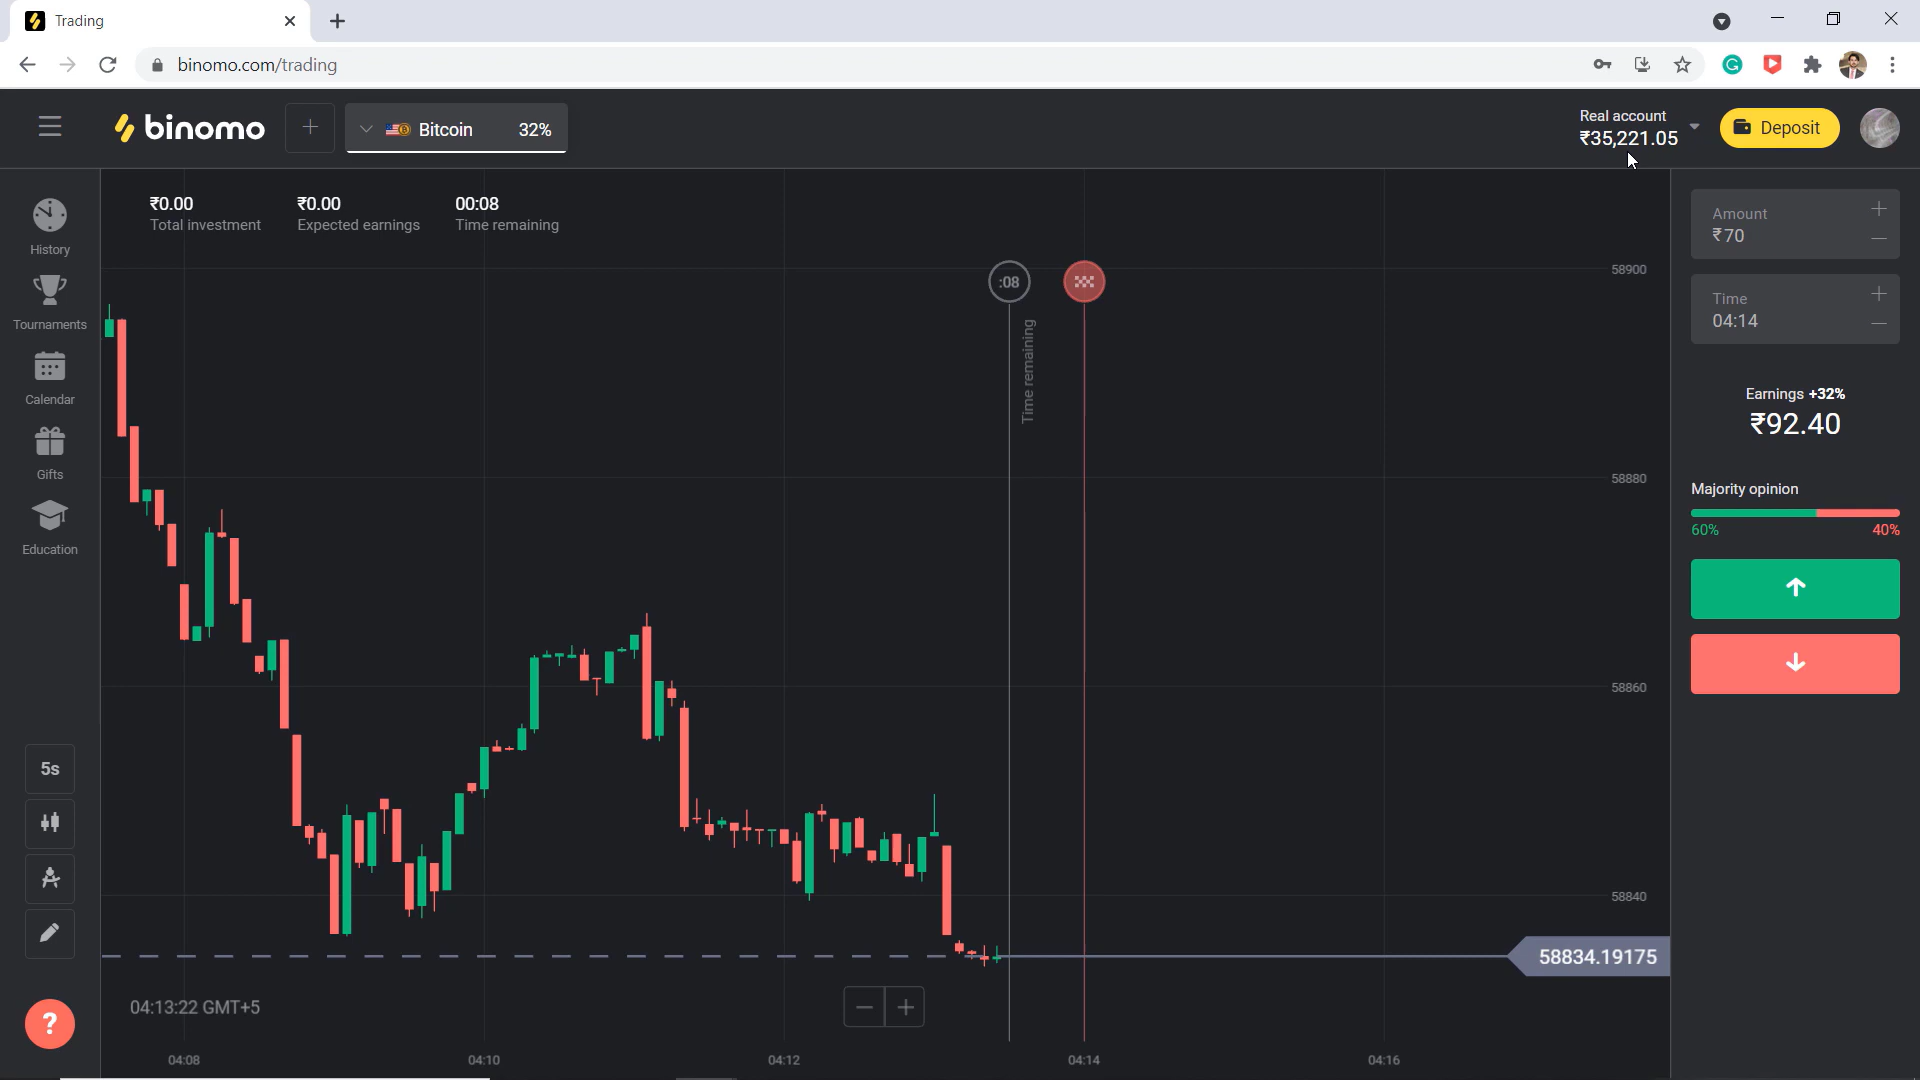 Trading
binomo.com/trading
binomo
Bitcoin 32%
Real account
₹35,221.05
Deposit
₹0.00
Total investment
₹0.00
Expected earnings
00:08
Time remaining
History
Tournaments
Calendar
Gifts
Education
5s
?
:08
Time remaining
58900
58880
58860
58840
58834.19175
04:13:22 GMT+5
04:08
04:10
04:12
04:14
04:16
Amount
₹70
Time
04:14
Earnings +32%
₹92.40
Majority opinion
60% 40%